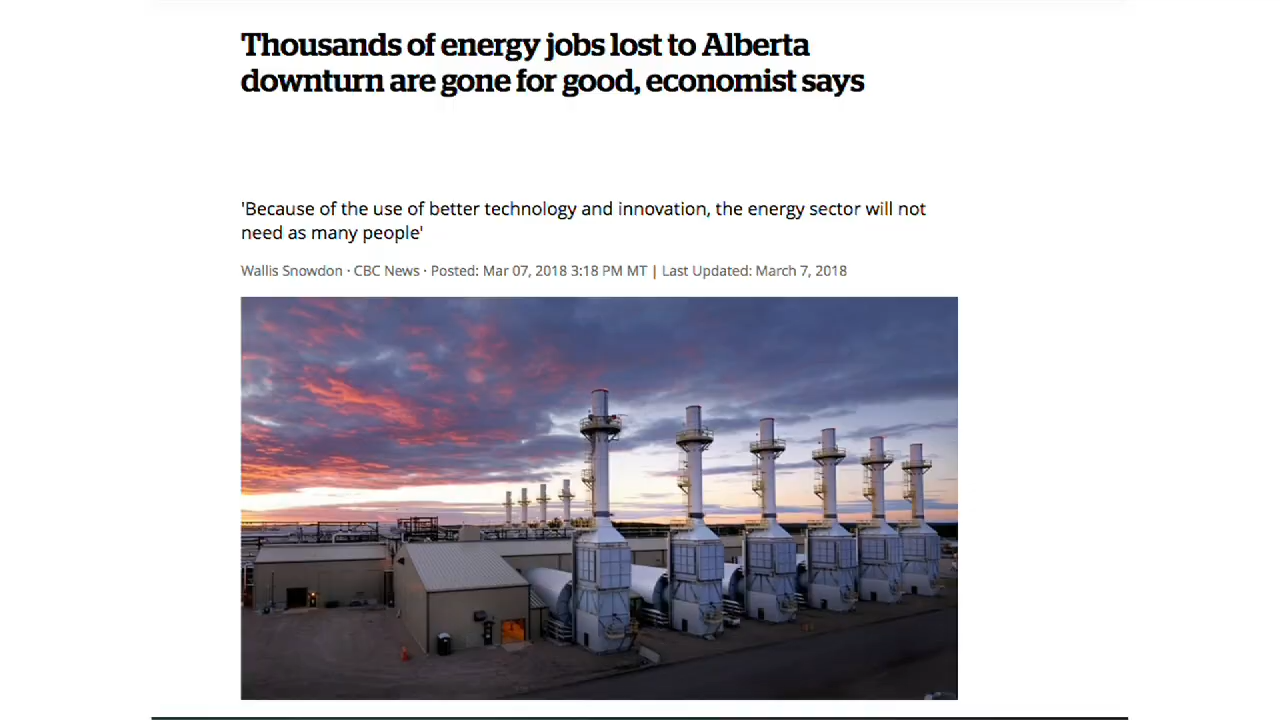 Thousands of energy jobs lost to Alberta
downturn are gone for good, economist says
'Because of the use of better technology and innovation, the energy sector will not
need as many people'
Wallis Snowdon · CBC News · Posted: Mar 07, 2018 3:18 PM MT | Last Updated: March 7, 2018